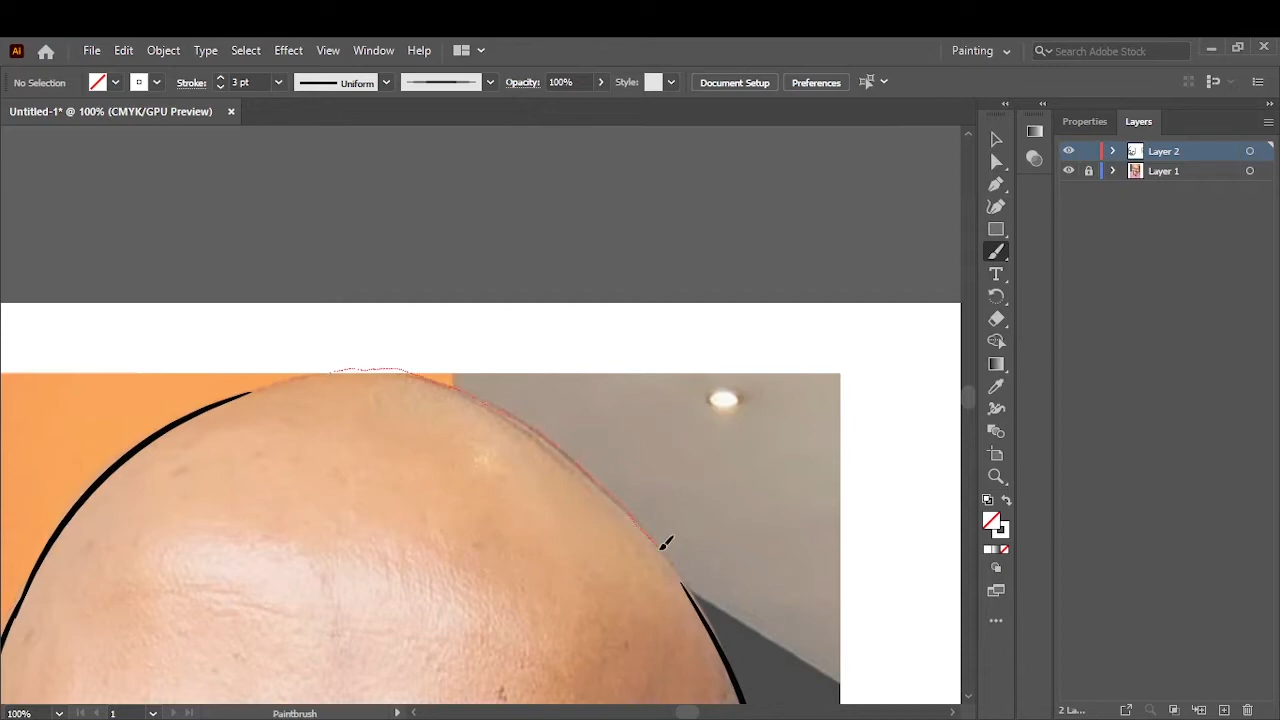 Ai File Edit Object Type Select Effect View Window Help Painting Search Adobe Stock
No Selection Stroke: 3 pt Uniform Opacity: 100% Style: Document Setup Preferences
Untitled-1* @ 100% (CMYK/GPU Preview)
Properties Layers
Layer 2
Layer 1
100% 1 Paintbrush 2 La...